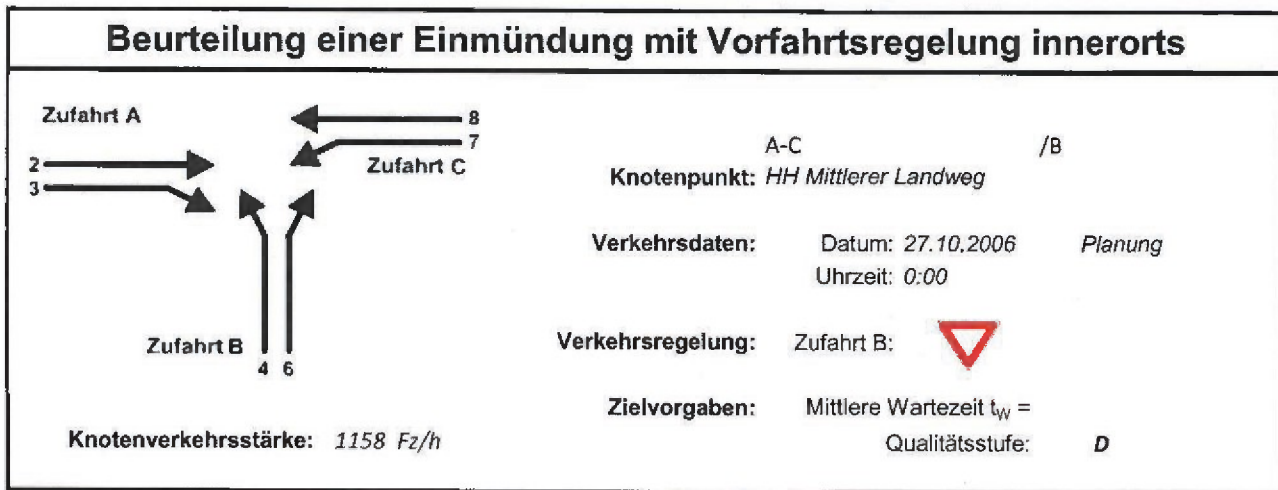 Beurteilung einer Einmündung mit Vorfahrtsregelung innerorts
Zufahrt A
8
7
2
3
Zufahrt C
Zufahrt B
4 6
Knotenverkehrsstärke: 1158 Fz/h
A-C /B
Knotenpunkt: HH Mittlerer Landweg
Verkehrsdaten: Datum: 27.10.2006 Planung
Uhrzeit: 0:00
Verkehrsregelung: Zufahrt B:
Zielvorgaben: Mittlere Wartezeit tW =
Qualitätsstufe: D